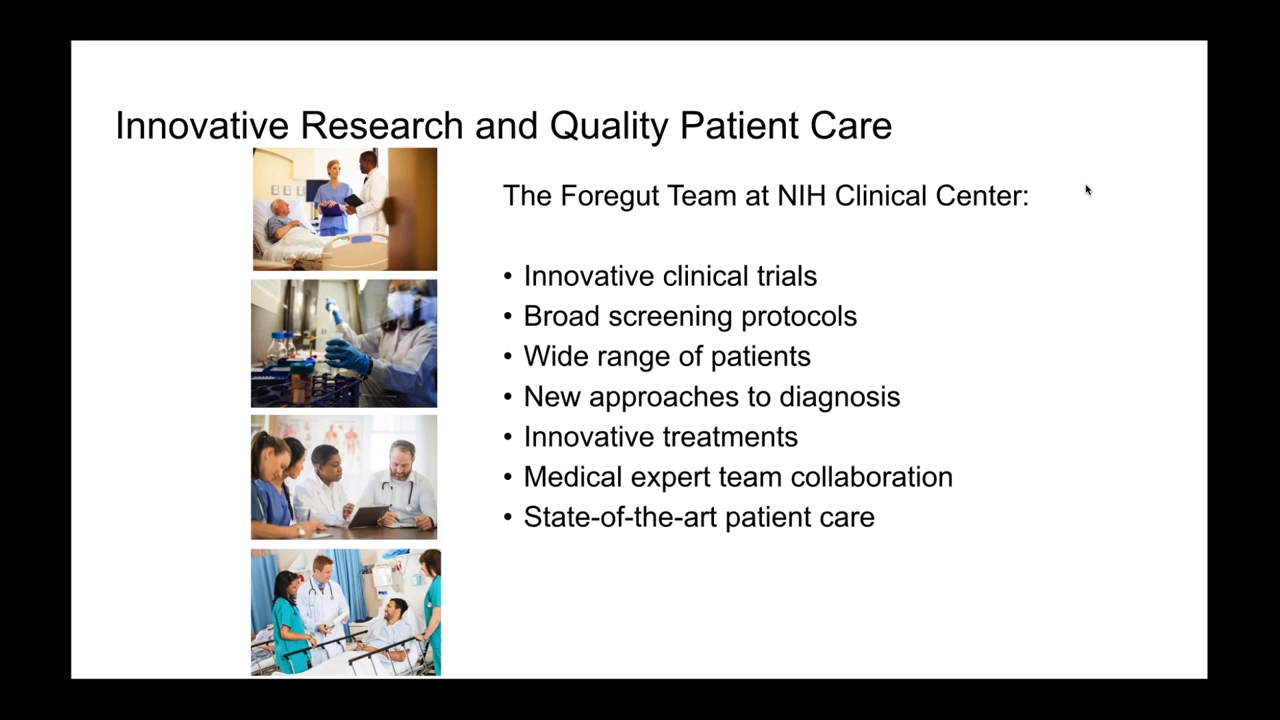 Innovative Research and Quality Patient Care
The Foregut Team at NIH Clinical Center:
• Innovative clinical trials
• Broad screening protocols
• Wide range of patients
• New approaches to diagnosis
• Innovative treatments
• Medical expert team collaboration
• State-of-the-art patient care